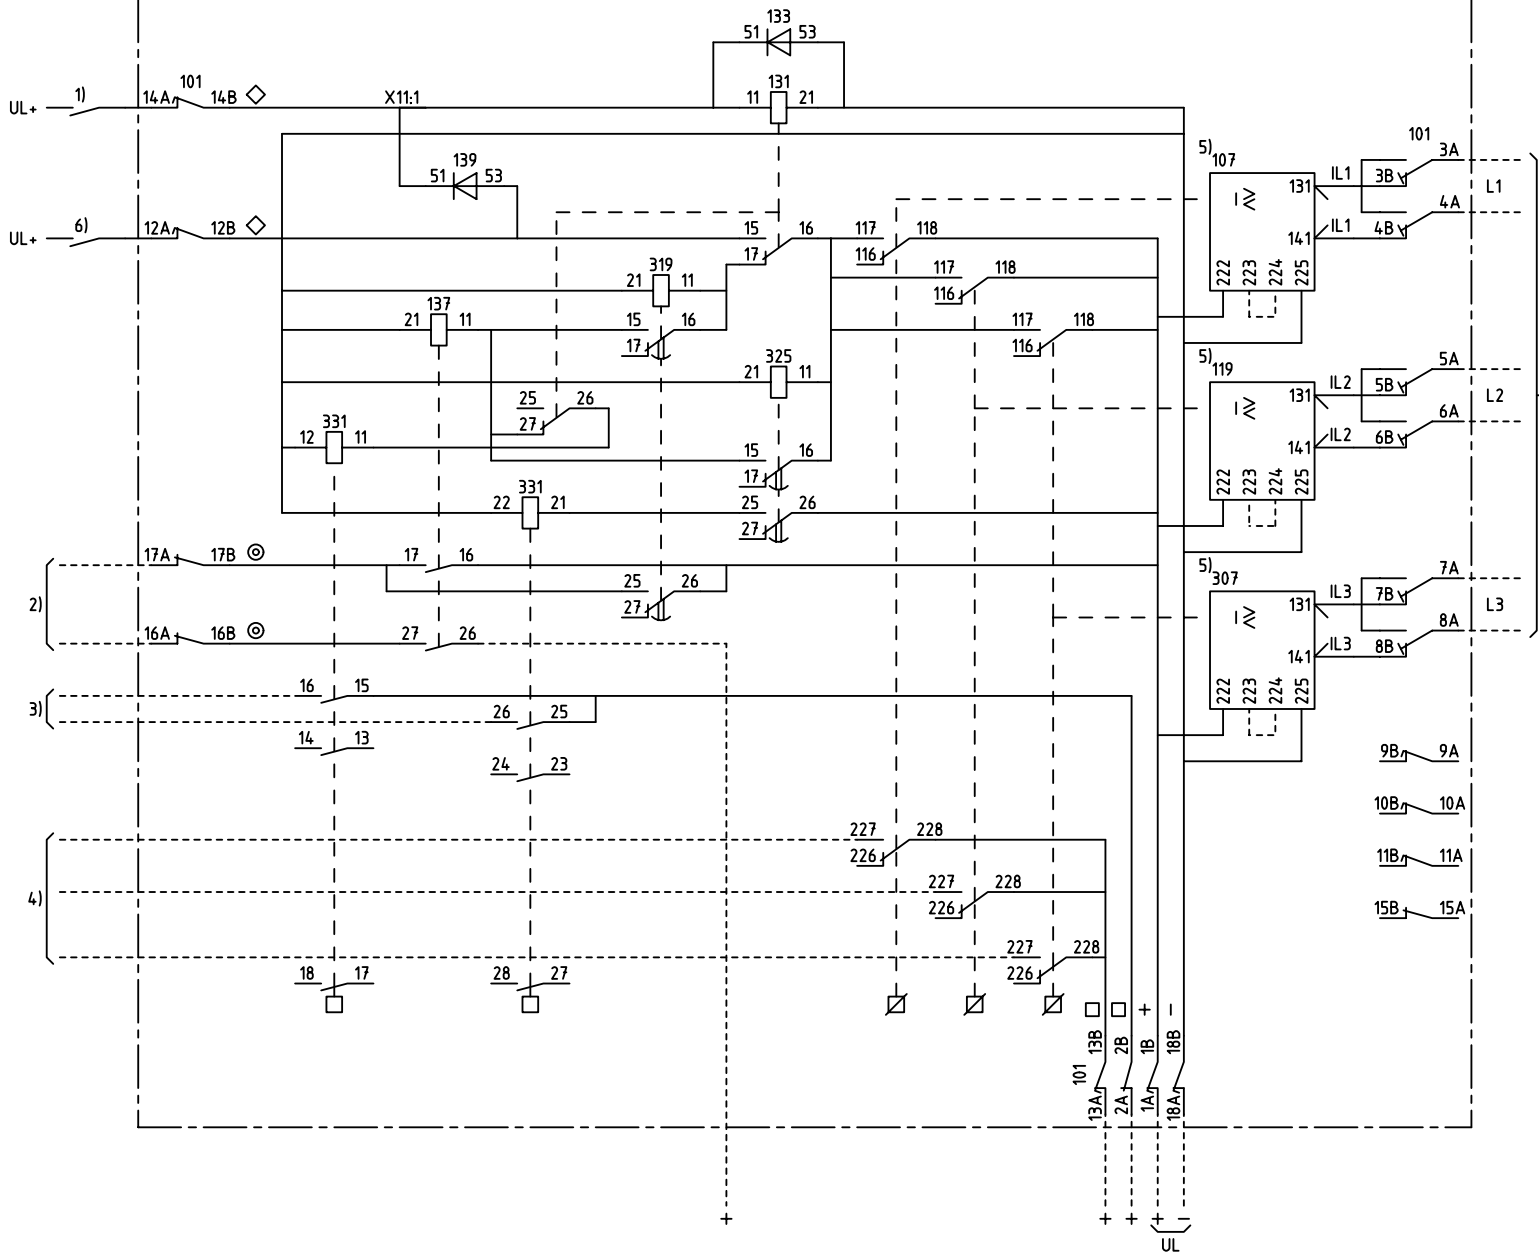 133
51 53
1) 101 131
UL+ 14A 14B X11:1 11 21
101
5) 3A
139 107
51 53 131 IL1 3B L1
I>
6) 4A
UL+ 12A 12B 15 16 117 118 141 IL1 4B
17 116
319 117 118
21 11 222 223 224 225
116
137
21 11 15 16 117 118
17 116
325 5) 5A
21 11 119
131 IL2 5B L2
25 26 I>
27 6A
331 141 IL2 6B
12 11 15 16
17 222 223 224 225
331
22 21 25 26
27
17A 17B 17 16 5) 7A
25 26 307
2) 27 131 IL3 7B L3
I>
16A 16B 27 26 8A
141 IL3 8B
3) 16 15 222 223 224 225
26 25
14 13 9B 9A
24 23
10B 10A
227 228
226 11B 11A
4) 227 228
226 15B 15A
227 228
18 17 28 27 226
+ −
13B 2B 1B 18B
101
13A 2A 1A 18A
+ + + + −
UL